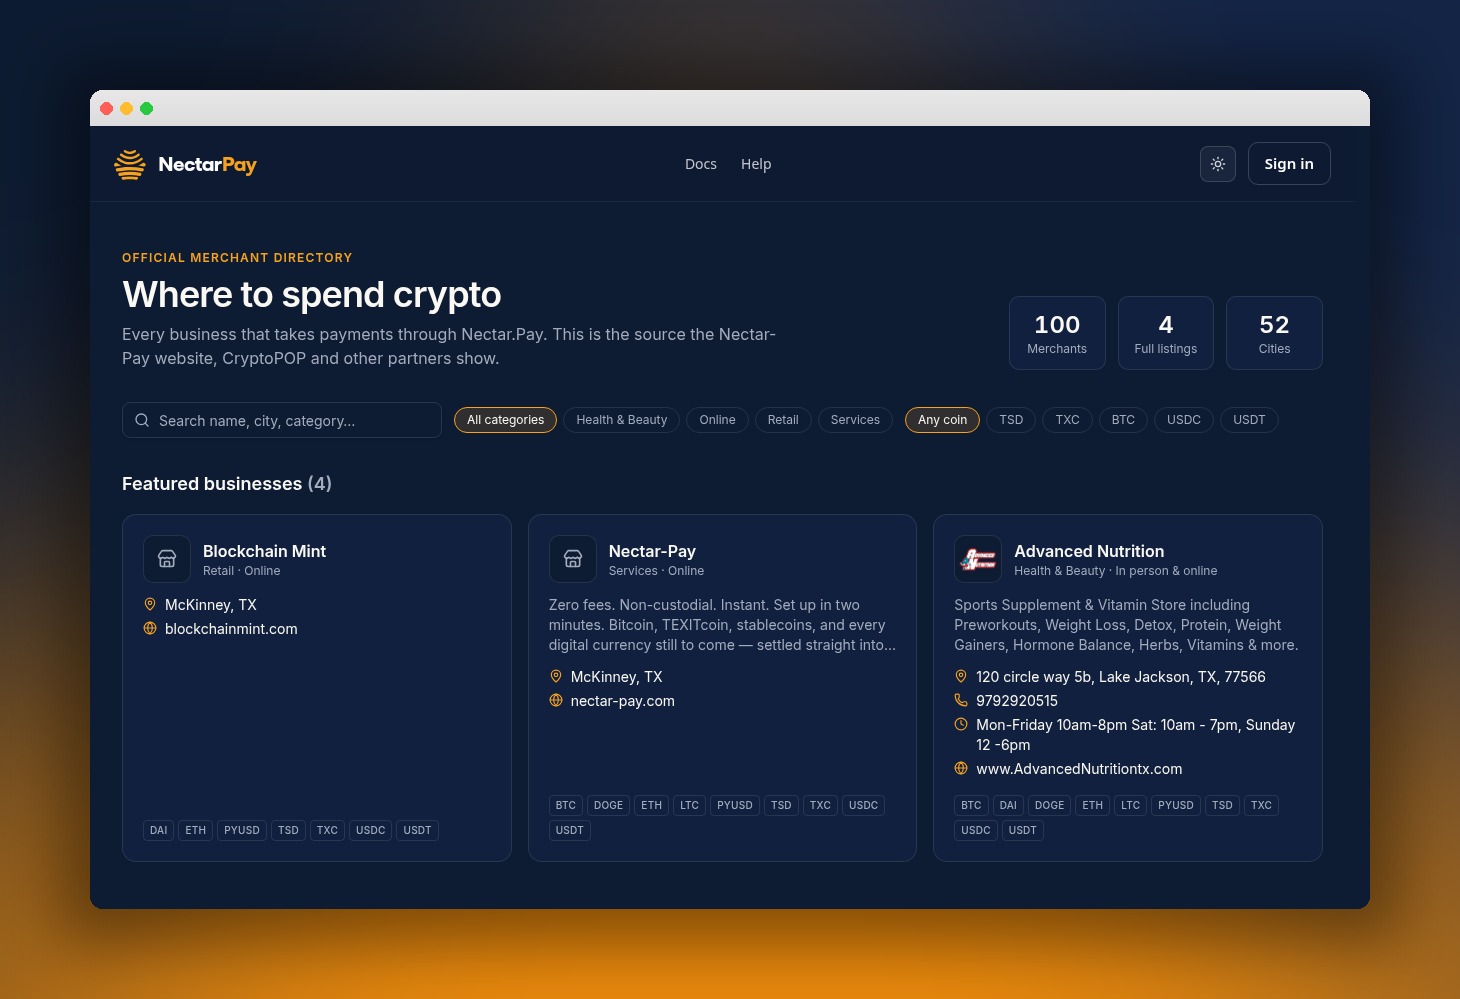 NectarPay
Docs
Help
Sign in
OFFICIAL MERCHANT DIRECTORY
Where to spend crypto
Every business that takes payments through Nectar.Pay. This is the source the Nectar-
Pay website, CryptoPOP and other partners show.
100
Merchants
4
Full listings
52
Cities
Search name, city, category...
All categories
Health & Beauty
Online
Retail
Services
Any coin
TSD
TXC
BTC
USDC
USDT
Featured businesses (4)
Blockchain Mint
Retail · Online
McKinney, TX
blockchainmint.com
DAI
ETH
PYUSD
TSD
TXC
USDC
USDT
Nectar-Pay
Services · Online
Zero fees. Non-custodial. Instant. Set up in two
minutes. Bitcoin, TEXITcoin, stablecoins, and every
digital currency still to come — settled straight into...
McKinney, TX
nectar-pay.com
BTC
DOGE
ETH
LTC
PYUSD
TSD
TXC
USDC
USDT
Advanced Nutrition
Advanced Nutrition
Health & Beauty · In person & online
Sports Supplement & Vitamin Store including
Preworkouts, Weight Loss, Detox, Protein, Weight
Gainers, Hormone Balance, Herbs, Vitamins & more.
120 circle way 5b, Lake Jackson, TX, 77566
9792920515
Mon-Friday 10am-8pm Sat: 10am - 7pm, Sunday
12 -6pm
www.AdvancedNutritiontx.com
BTC
DAI
DOGE
ETH
LTC
PYUSD
TSD
TXC
USDC
USDT